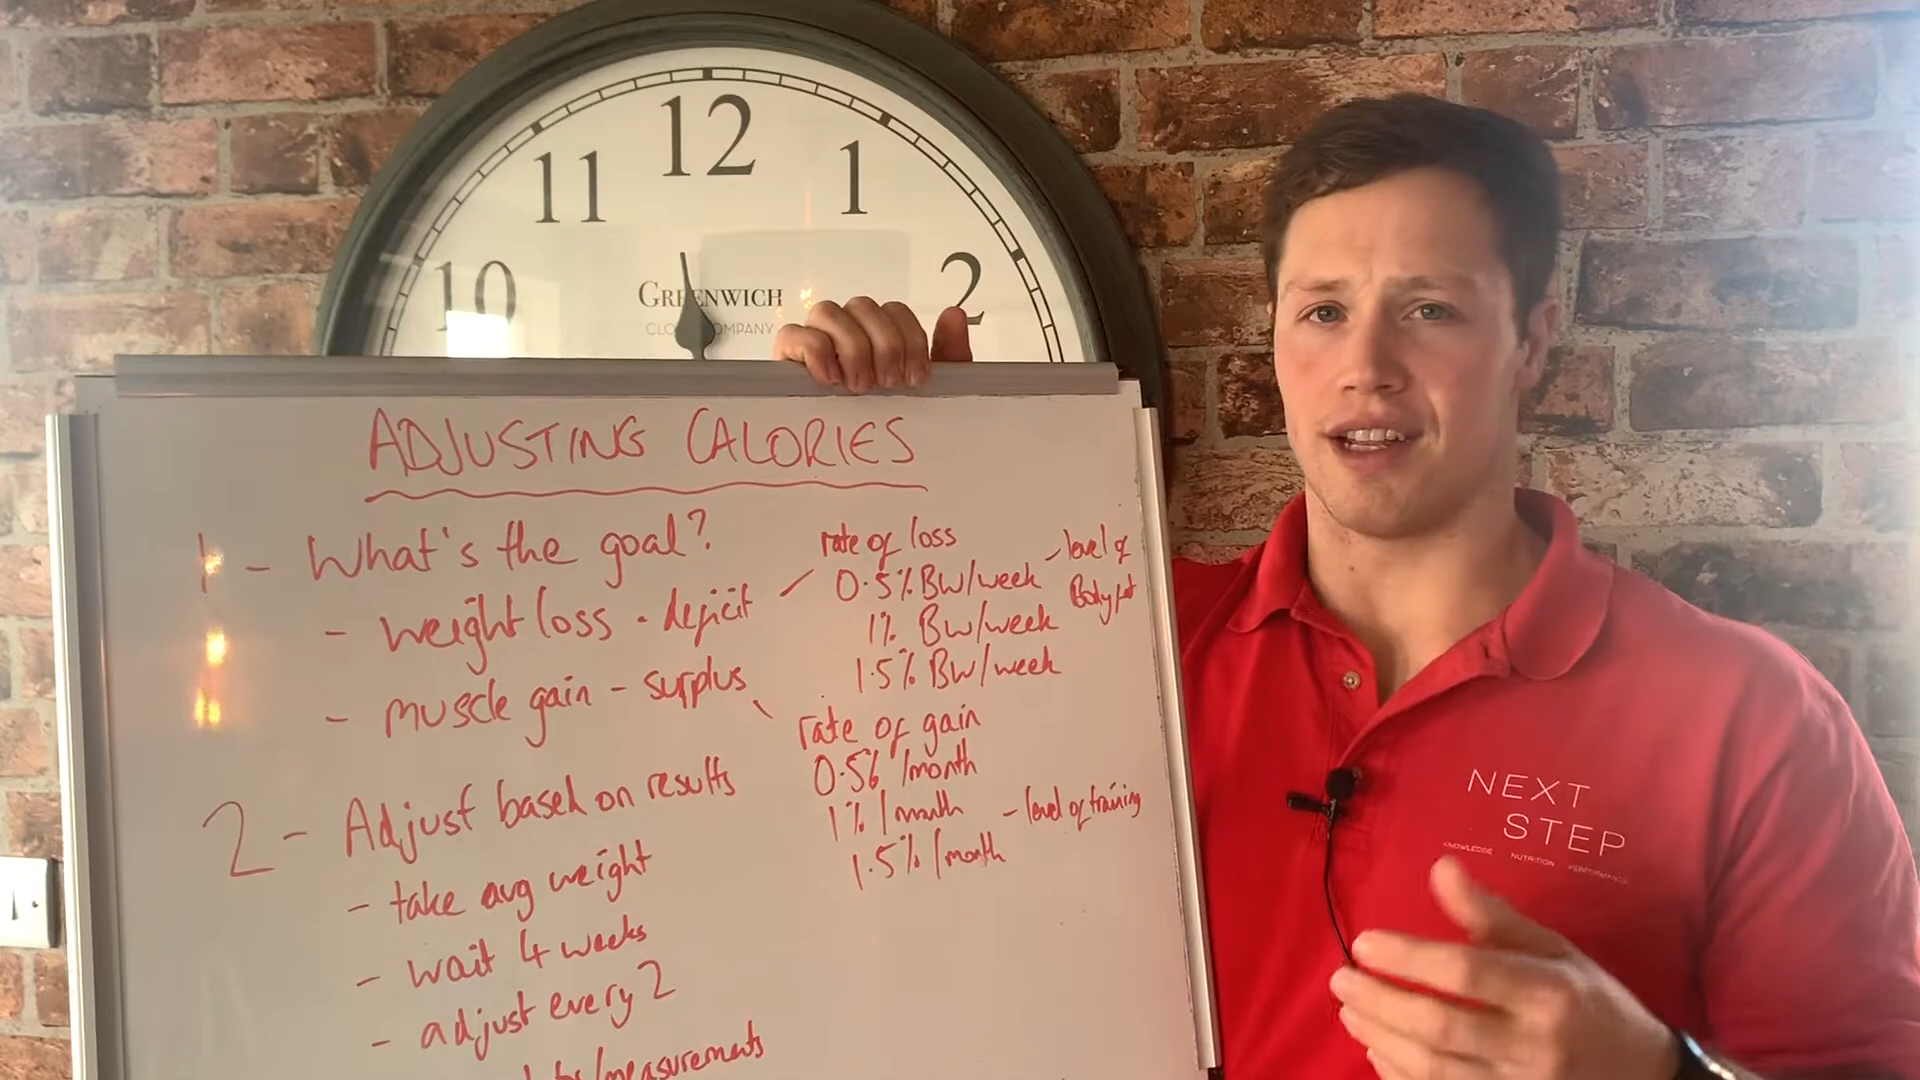 12
11
1
10
2
GREENWICH
COMPANY
ADJUSTING CALORIES
1 - What's the goal?
- weight loss - deficit
- muscle gain - surplus
rate of loss
0.5% BW/week - level of Body fat
1% BW/week
1.5% BW/week
rate of gain
0.5% /month
1% / month - level of training
1.5% / month
2 - Adjust based on results
- take avg weight
- wait 4 weeks
- adjust every 2
/measurements
NEXT
STEP
KNOWLEDGE NUTRITION PERFORMANCE